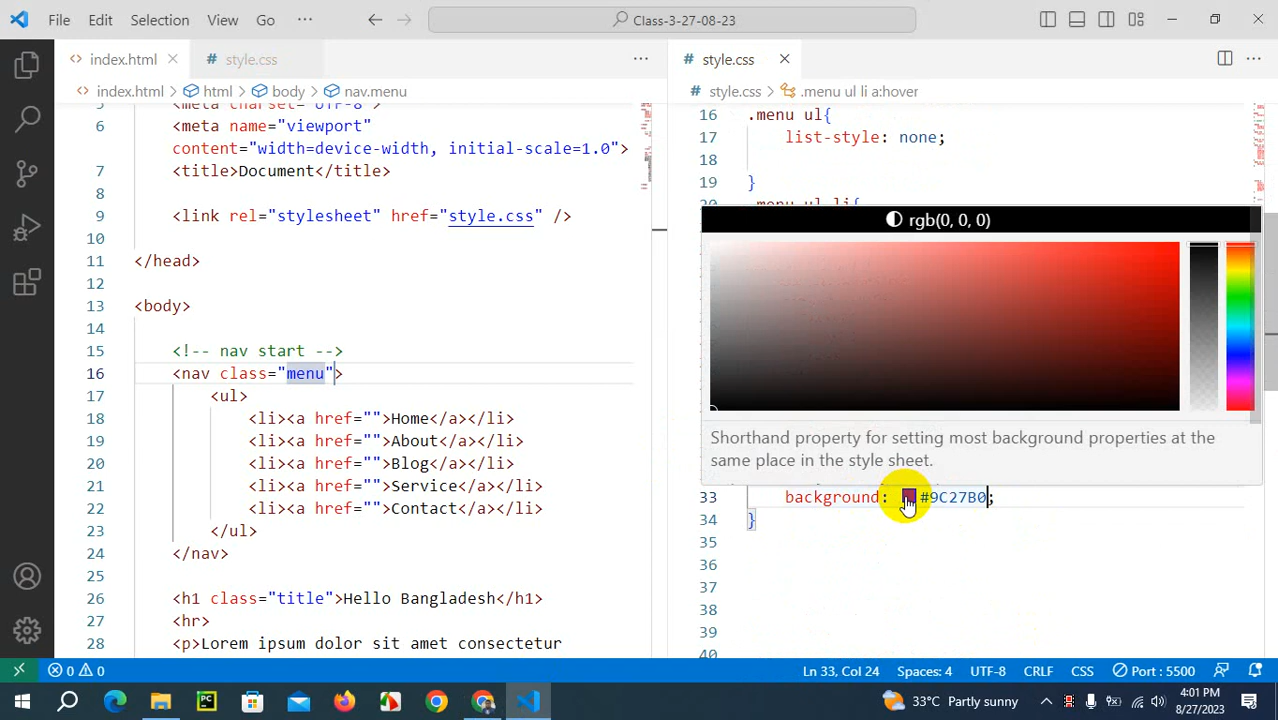 File Edit Selection View Go ··· Class-3-27-08-23
index.html style.css ···
index.html > html > body > nav.menu
6 <meta name="viewport"
content="width=device-width, initial-scale=1.0">
7 <title>Document</title>
8
9 <link rel="stylesheet" href="style.css" />
10
11 </head>
12
13 <body>
14
15 <!-- nav start -->
16 <nav class="menu">
17 <ul>
18 <li><a href="">Home</a></li>
19 <li><a href="">About</a></li>
20 <li><a href="">Blog</a></li>
21 <li><a href="">Service</a></li>
22 <li><a href="">Contact</a></li>
23 </ul>
24 </nav>
25
26 <h1 class="title">Hello Bangladesh</h1>
27 <hr>
28 <p>Lorem ipsum dolor sit amet consectetur
# style.css ···
# style.css > .menu ul li a:hover
16 .menu ul{
17 list-style: none;
18
19 }
.menu ul li{
rgb(0, 0, 0)
Shorthand property for setting most background properties at the
same place in the style sheet.
33 background: #9C27B0;
34 }
35
36
37
38
39
40
0 0 Ln 33, Col 24 Spaces: 4 UTF-8 CRLF CSS Port : 5500
33°C Partly sunny 4:01 PM
8/27/2023